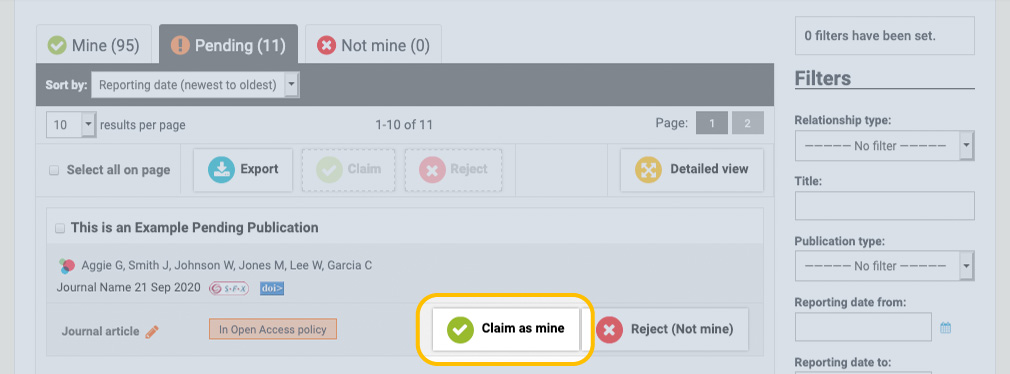 Mine (95)
Pending (11)
Not mine (0)
Sort by: Reporting date (newest to oldest)
10 results per page
1-10 of 11
Page: 1 2
Select all on page
Export
Claim
Reject
Detailed view
This is an Example Pending Publication
Aggie G, Smith J, Johnson W, Jones M, Lee W, Garcia C
Journal Name 21 Sep 2020 S·F·X doi>
Journal article
In Open Access policy
Claim as mine
Reject (Not mine)
0 filters have been set.
Filters
Relationship type:
————— No filter —————
Title:
Publication type:
————— No filter —————
Reporting date from:
Reporting date to: